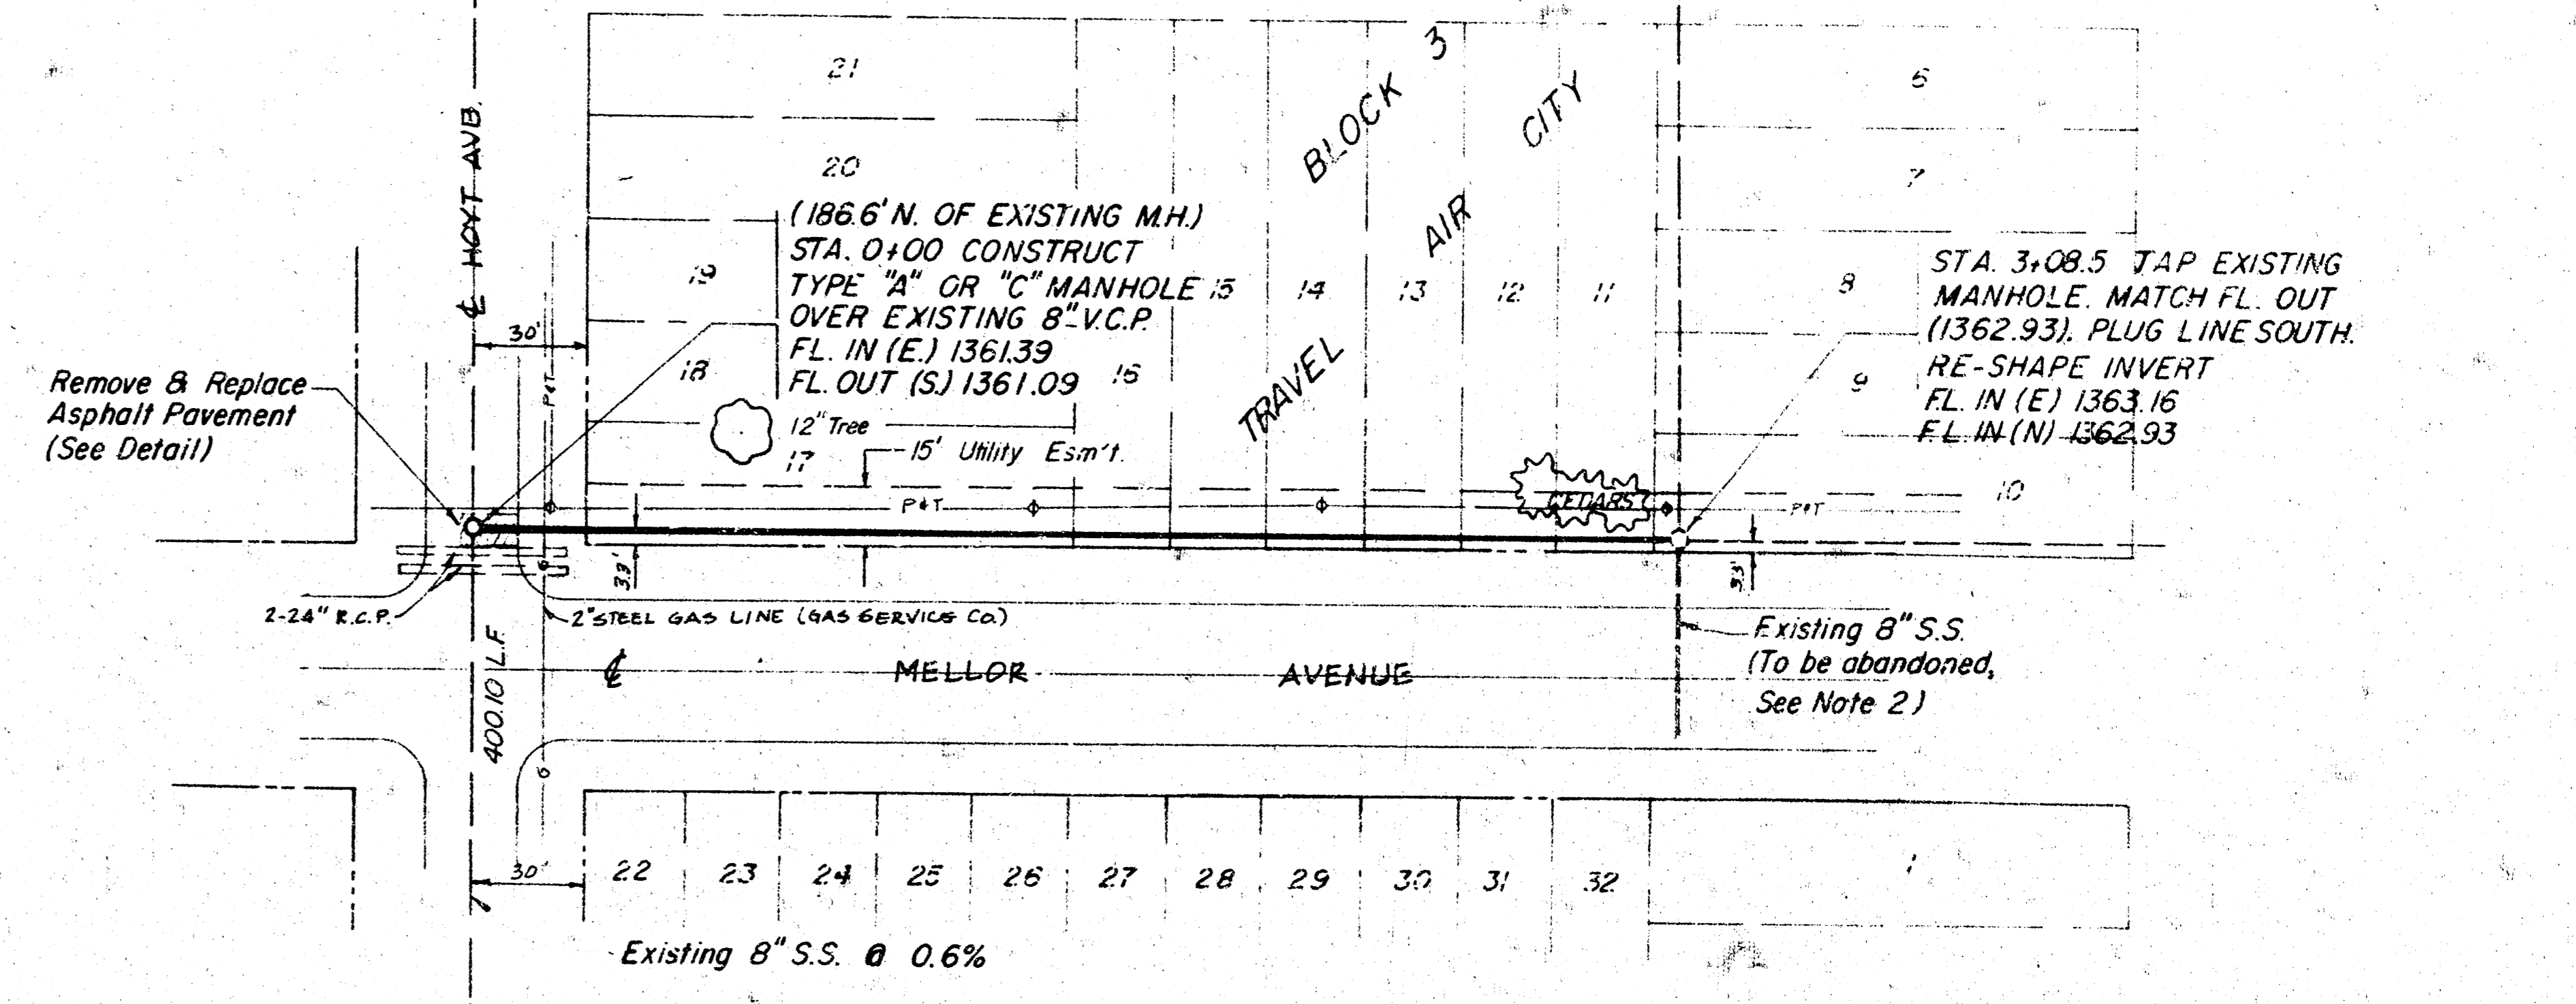 ℄ HOYT AVE.
21
20
19
18
17
16
15
14
13
12
11
BLOCK 3
TRAVEL AIR CITY
6
7
8
9
10
(186.6' N. OF EXISTING M.H.)
STA. 0+00 CONSTRUCT
TYPE "A" OR "C" MANHOLE
OVER EXISTING 8" V.C.P.
FL. IN (E.) 1361.39
FL. OUT (S.) 1361.09
STA. 3+08.5 TAP EXISTING
MANHOLE. MATCH FL. OUT
(1362.93). PLUG LINE SOUTH.
RE-SHAPE INVERT
FL. IN (E) 1363.16
FL IN (N) 1362.93
30'
P&T
Remove & Replace
Asphalt Pavement
(See Detail)
12" Tree
15' Utility Esm't.
CEDARS
P&T
P&T
3.3'
3.3'
G
2-24" R.C.P.
2" STEEL GAS LINE (GAS SERVICE CO.)
400.10 L.F.
℄ MELLOR AVENUE
Existing 8" S.S.
(To be abandoned,
See Note 2)
G
30'
22 23 24 25 26 27 28 29 30 31 32 1
Existing 8" S.S. @ 0.6%